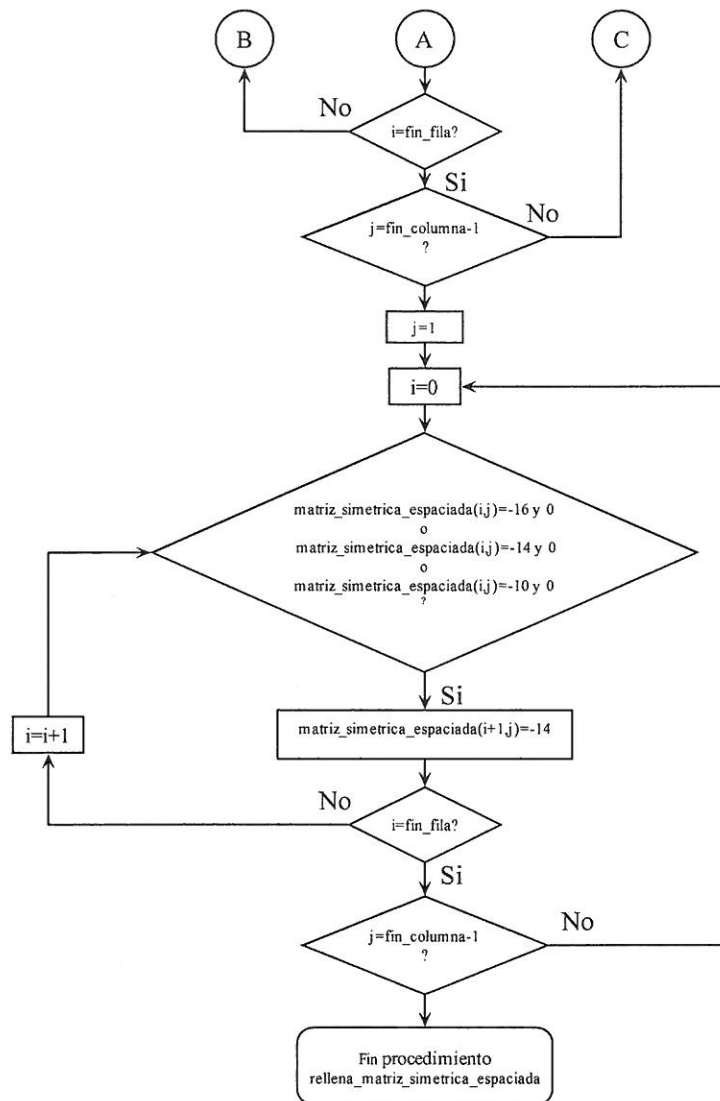 B
A
C
No
i=fin_fila?
Si
No
j=fin_columna-1
?
j=1
i=0
matriz_simetrica_espaciada(i,j)=-16 y 0
o
matriz_simetrica_espaciada(i,j)=-14 y 0
o
matriz_simetrica_espaciada(i,j)=-10 y 0
?
Si
i=i+1
matriz_simetrica_espaciada(i+1,j)=-14
No
i=fin_fila?
Si
No
j=fin_columna-1
?
Fin procedimiento
rellena_matriz_simetrica_espaciada